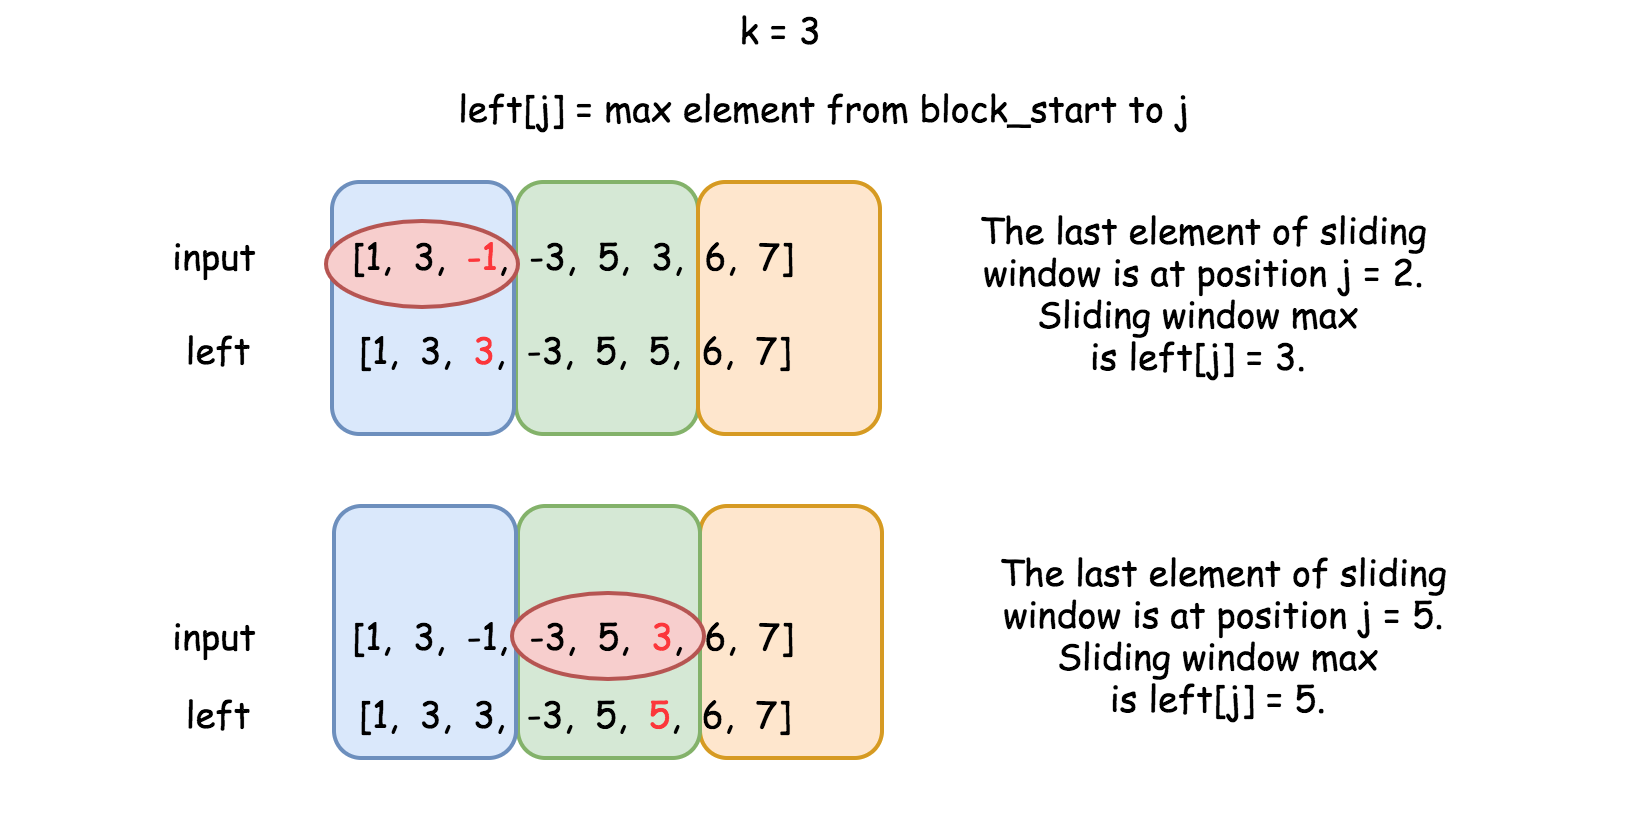 k = 3
left[j] = max element from block_start to j
input [1, 3, -1, -3, 5, 3, 6, 7]
left [1, 3, 3, -3, 5, 5, 6, 7]
The last element of sliding
window is at position j = 2.
Sliding window max
is left[j] = 3.
input [1, 3, -1, -3, 5, 3, 6, 7]
left [1, 3, 3, -3, 5, 5, 6, 7]
The last element of sliding
window is at position j = 5.
Sliding window max
is left[j] = 5.